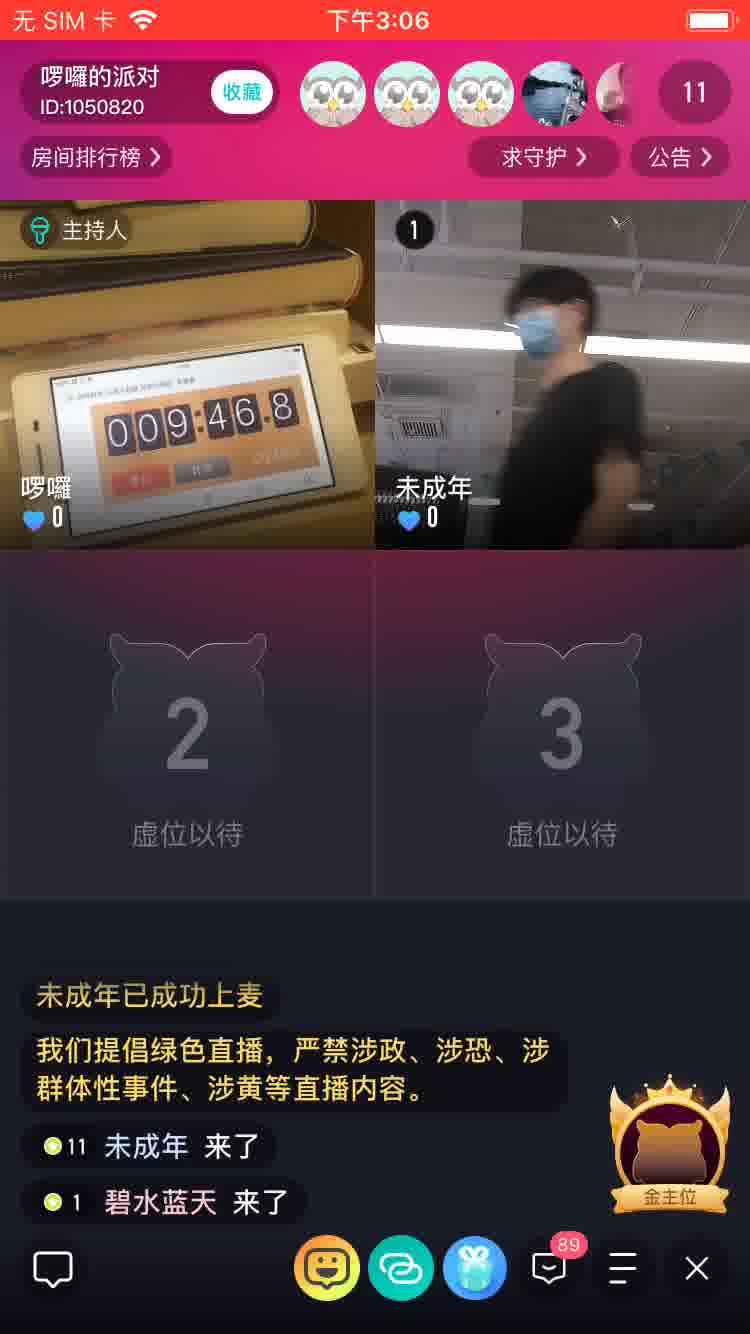 无 SIM 卡
下午3:06
啰囉的派对
ID:1050820
收藏
11
房间排行榜
求守护
公告
主持人
1
009:46.8
啰囉
0
未成年
0
2
虚位以待
3
虚位以待
未成年已成功上麦
我们提倡绿色直播，严禁涉政、涉恐、涉
群体性事件、涉黄等直播内容。
11 未成年 来了
1 碧水蓝天 来了
金主位
89